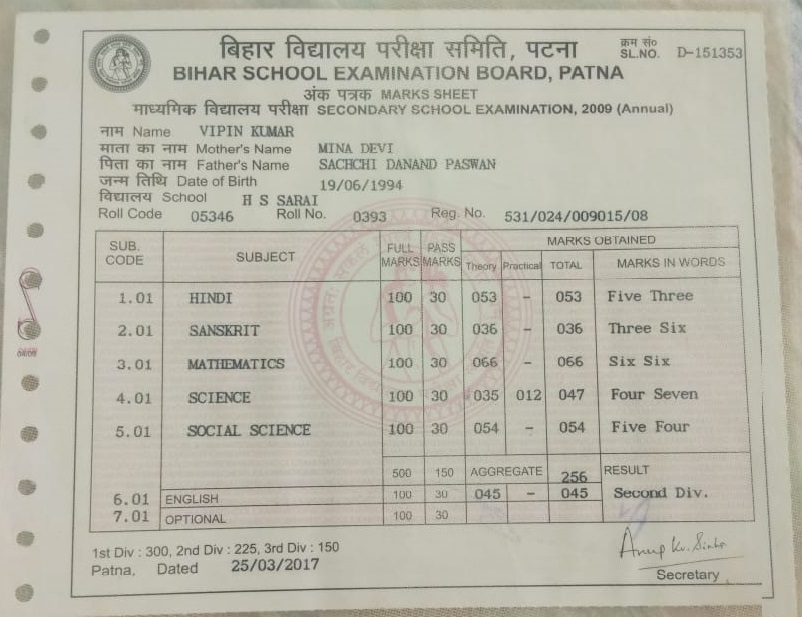 बिहार विद्यालय परीक्षा समिति, पटना
क्रम सं०
SL.NO. D-151353
BIHAR SCHOOL EXAMINATION BOARD, PATNA
अंक पत्रक MARKS SHEET
माध्यमिक विद्यालय परीक्षा SECONDARY SCHOOL EXAMINATION, 2009 (Annual)
नाम Name VIPIN KUMAR
माता का नाम Mother's Name MINA DEVI
पिता का नाम Father's Name SACHCHI DANAND PASWAN
जन्म तिथि Date of Birth 19/06/1994
विद्यालय School H S SARAI
Roll Code 05346 Roll No. 0393 Reg. No. 531/024/009015/08
SUB. CODE SUBJECT FULL MARKS PASS MARKS MARKS OBTAINED
Theory Practical TOTAL MARKS IN WORDS
1.01 HINDI 100 30 053 - 053 Five Three
2.01 SANSKRIT 100 30 036 - 036 Three Six
3.01 MATHEMATICS 100 30 066 - 066 Six Six
4.01 SCIENCE 100 30 035 012 047 Four Seven
5.01 SOCIAL SCIENCE 100 30 054 - 054 Five Four
500 150 AGGREGATE 256 RESULT
6.01 ENGLISH 100 30 045 - 045 Second Div.
7.01 OPTIONAL 100 30
1st Div : 300, 2nd Div : 225, 3rd Div : 150
Patna, Dated 25/03/2017
Anup Kr. Sinha
Secretary